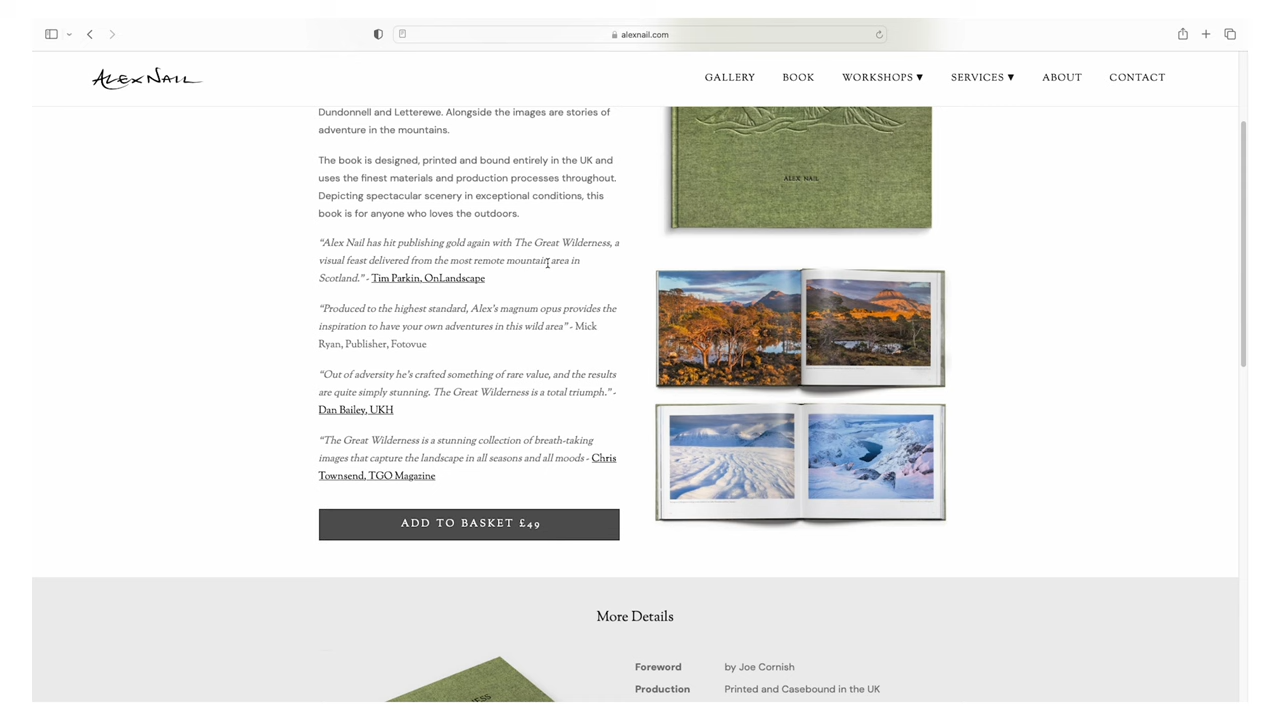 alexnail.com
ALEX NAIL
GALLERY
BOOK
WORKSHOPS ▼
SERVICES ▼
ABOUT
CONTACT
Dundonnell and Letterewe. Alongside the images are stories of
adventure in the mountains.
The book is designed, printed and bound entirely in the UK and
uses the finest materials and production processes throughout.
Depicting spectacular scenery in exceptional conditions, this
book is for anyone who loves the outdoors.
“Alex Nail has hit publishing gold again with The Great Wilderness, a
visual feast delivered from the most remote mountain area in
Scotland.” - Tim Parkin, OnLandscape
“Produced to the highest standard, Alex’s magnum opus provides the
inspiration to have your own adventures in this wild area” - Mick
Ryan, Publisher, Fotovue
“Out of adversity he’s crafted something of rare value, and the results
are quite simply stunning. The Great Wilderness is a total triumph.” -
Dan Bailey, UKH
“The Great Wilderness is a stunning collection of breath-taking
images that capture the landscape in all seasons and all moods - Chris
Townsend, TGO Magazine
ADD TO BASKET £49
ALEX NAIL
More Details
Foreword by Joe Cornish
Production Printed and Casebound in the UK